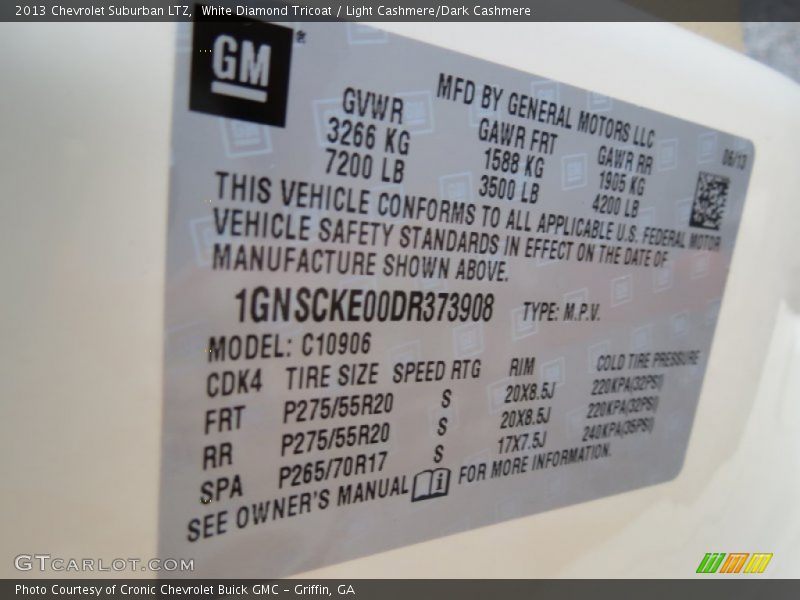 2013 Chevrolet Suburban LTZ, White Diamond Tricoat / Light Cashmere/Dark Cashmere
GM®
MFD BY GENERAL MOTORS LLC
06/13
GVWR GAWR FRT GAWR RR
3266 KG 1588 KG 1905 KG
7200 LB 3500 LB 4200 LB
THIS VEHICLE CONFORMS TO ALL APPLICABLE U.S. FEDERAL MOTOR
VEHICLE SAFETY STANDARDS IN EFFECT ON THE DATE OF
MANUFACTURE SHOWN ABOVE.
1GNSCKE00DR373908 TYPE: M.P.V.
MODEL: C10906
CDK4 TIRE SIZE SPEED RTG RIM COLD TIRE PRESSURE
FRT P275/55R20 S 20X8.5J 220KPA(32PSI)
RR P275/55R20 S 20X8.5J 220KPA(32PSI)
SPA P265/70R17 S 17X7.5J 240KPA(35PSI)
SEE OWNER'S MANUAL i FOR MORE INFORMATION.
GTCARLOT.COM
Photo Courtesy of Cronic Chevrolet Buick GMC - Griffin, GA